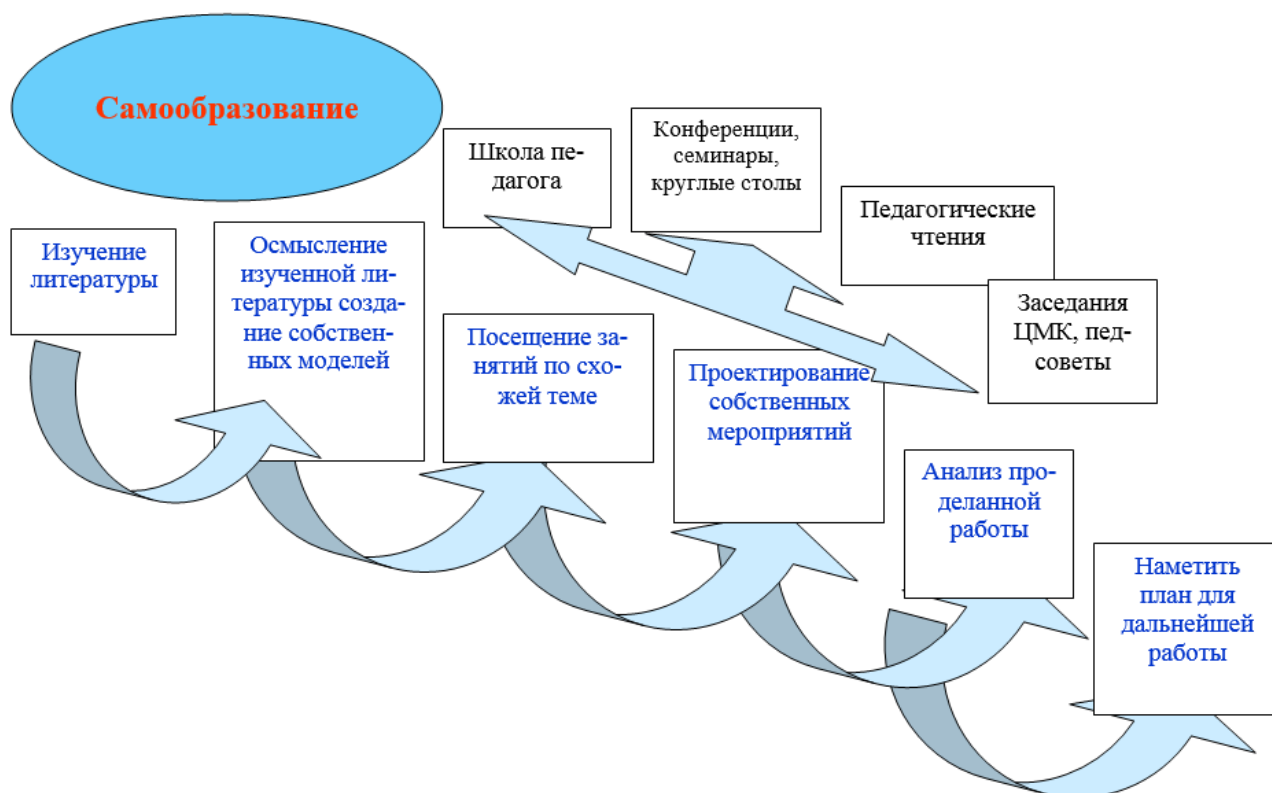 Самообразование
Школа пе-
дагога
Конференции,
семинары,
круглые столы
Педагогические
чтения
Заседания
ЦМК, пед-
советы
Изучение
литературы
Осмысление
изученной ли-
тературы созда-
ние собствен-
ных моделей
Посещение за-
нятий по схо-
жей теме
Проектирование
собственных
мероприятий
Анализ про-
деланной
работы
Наметить
план для
дальнейшей
работы